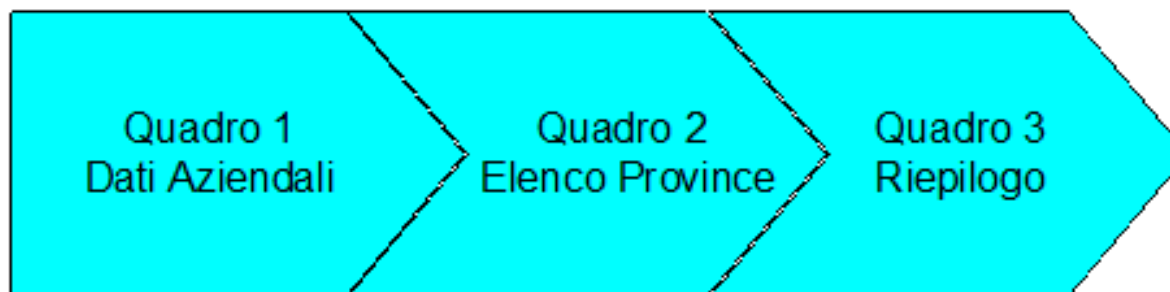 Quadro 1
Dati Aziendali
Quadro 2
Elenco Province
Quadro 3
Riepilogo